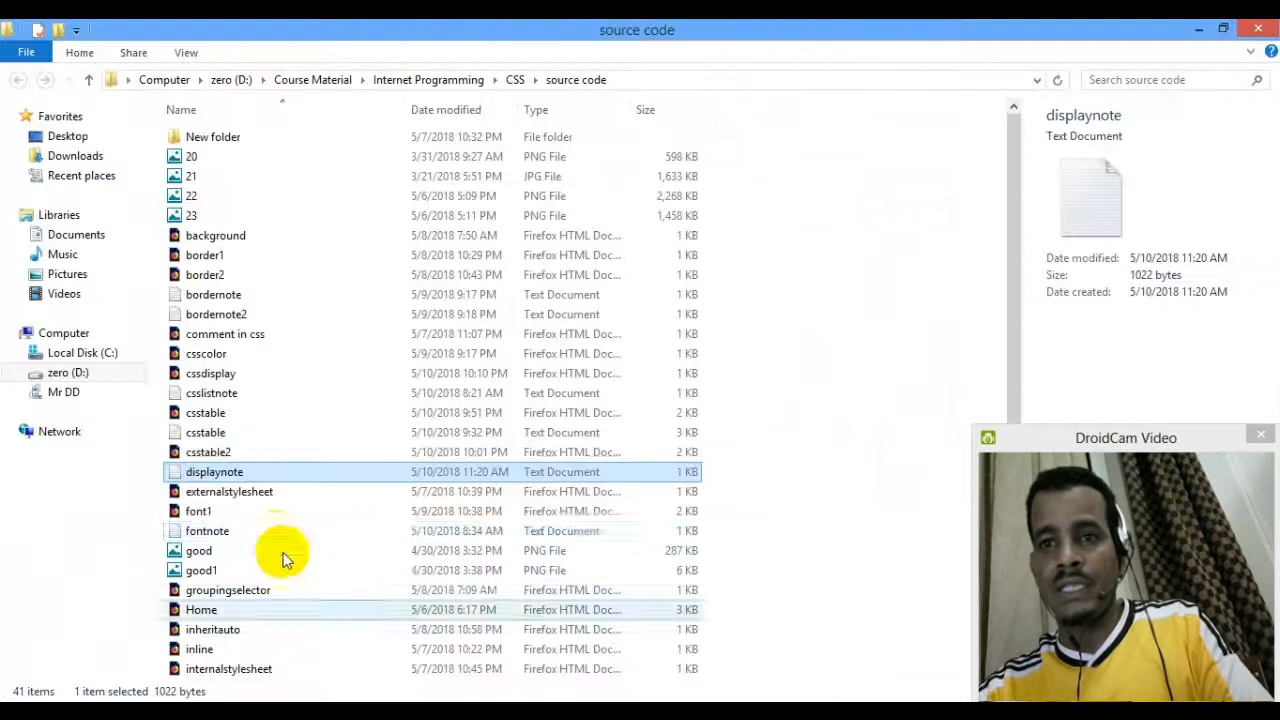 source code
File Home Share View
Computer zero (D:) Course Material Internet Programming CSS source code Search source code
Name Date modified Type Size
Favorites
Desktop
Downloads
Recent places
Libraries
Documents
Music
Pictures
Videos
Computer
Local Disk (C:)
zero (D:)
Mr DD
Network
New folder 5/7/2018 10:32 PM File folder
20 3/31/2018 9:27 AM PNG File 598 KB
21 3/21/2018 5:51 PM JPG File 1,633 KB
22 5/6/2018 5:09 PM PNG File 2,268 KB
23 5/6/2018 5:11 PM PNG File 1,458 KB
background 5/8/2018 7:50 AM Firefox HTML Doc... 1 KB
border1 5/8/2018 10:29 PM Firefox HTML Doc... 1 KB
border2 5/8/2018 10:43 PM Firefox HTML Doc... 1 KB
bordernote 5/9/2018 9:17 PM Text Document 1 KB
bordernote2 5/9/2018 9:18 PM Text Document 1 KB
comment in css 5/7/2018 11:07 PM Firefox HTML Doc... 1 KB
csscolor 5/9/2018 9:17 PM Firefox HTML Doc... 1 KB
cssdisplay 5/10/2018 10:10 PM Firefox HTML Doc... 1 KB
csslistnote 5/10/2018 8:21 AM Text Document 1 KB
csstable 5/10/2018 9:51 PM Firefox HTML Doc... 2 KB
csstable 5/10/2018 9:32 PM Text Document 3 KB
csstable2 5/10/2018 10:01 PM Firefox HTML Doc... 1 KB
displaynote 5/10/2018 11:20 AM Text Document 1 KB
externalstylesheet 5/7/2018 10:39 PM Firefox HTML Doc... 1 KB
font1 5/9/2018 10:38 PM Firefox HTML Doc... 2 KB
fontnote 5/10/2018 8:34 AM Text Document 1 KB
good 4/30/2018 3:32 PM PNG File 287 KB
good1 4/30/2018 3:38 PM PNG File 6 KB
groupingselector 5/8/2018 7:09 AM Firefox HTML Doc... 1 KB
Home 5/6/2018 6:17 PM Firefox HTML Doc... 3 KB
inheritauto 5/8/2018 10:58 PM Firefox HTML Doc... 1 KB
inline 5/7/2018 10:22 PM Firefox HTML Doc... 1 KB
internalstylesheet 5/7/2018 10:45 PM Firefox HTML Doc... 1 KB
displaynote
Text Document
Date modified: 5/10/2018 11:20 AM
Size: 1022 bytes
Date created: 5/10/2018 11:20 AM
DroidCam Video
41 items 1 item selected 1022 bytes